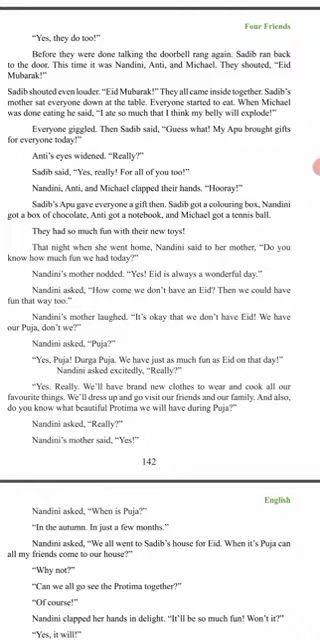 Four Friends
“Yes, they do too!”
Before they were done talking the doorbell rang again. Sadib ran back
to the door. This time it was Nandini, Anti, and Michael. They shouted, “Eid
Mubarak!”
Sadib shouted even louder. “Eid Mubarak!” They all came inside together. Sadib’s
mother sat everyone down at the table. Everyone started to eat. When Michael
was done eating he said, “I ate so much that I think my belly will explode!”
Everyone giggled. Then Sadib said, “Guess what! My Apu brought gifts
for everyone today!”
Anti’s eyes widened. “Really?”
Sadib said, “Yes, really! For all of you too!”
Nandini, Anti, and Michael clapped their hands. “Hooray!”
Sadib’s Apu gave everyone a gift then. Sadib got a colouring box, Nandini
got a box of chocolate, Anti got a notebook, and Michael got a tennis ball.
They had so much fun with their new toys!
That night when she went home, Nandini said to her mother, “Do you
know how much fun we had today?”
Nandini’s mother nodded. “Yes! Eid is always a wonderful day.”
Nandini asked, “How come we don’t have an Eid? Then we could have
fun that way too.”
Nandini’s mother laughed. “It’s okay that we don’t have Eid! We have
our Puja, don’t we?”
Nandini asked, “Puja?”
“Yes, Puja! Durga Puja. We have just as much fun as Eid on that day!”
Nandini asked excitedly, “Really?”
“Yes. Really. We’ll have brand new clothes to wear and cook all our
favourite things. We’ll dress up and go visit our friends and our family. And also,
do you know what beautiful Protima we will have during Puja?”
Nandini asked, “Really?”
Nandini’s mother said, “Yes!”
142
English
Nandini asked, “When is Puja?”
“In the autumn. In just a few months.”
Nandini asked, “We all went to Sadib’s house for Eid. When it’s Puja can
all my friends come to our house?”
“Why not?”
“Can we all go see the Protima together?”
“Of course!”
Nandini clapped her hands in delight. “It’ll be so much fun! Won’t it?”
“Yes, it will!”